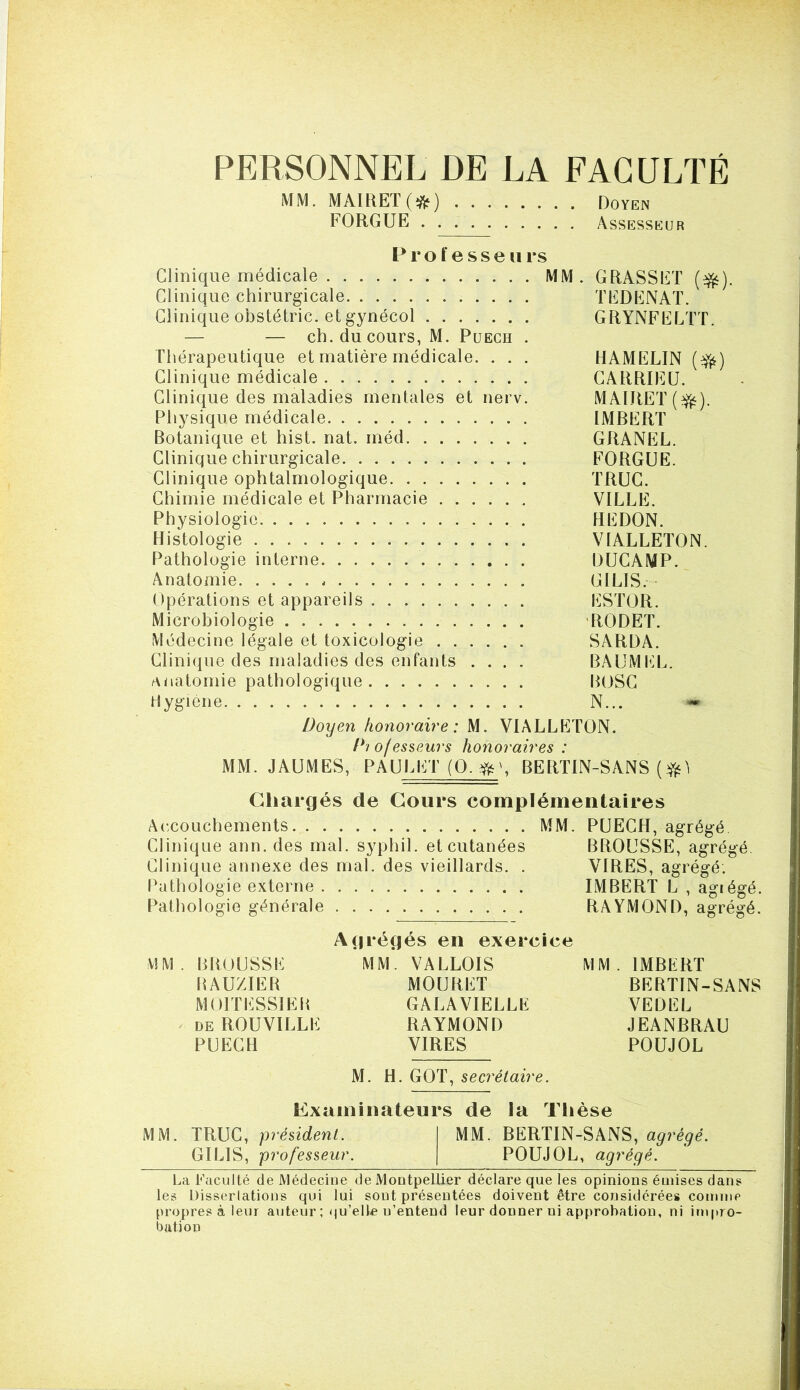 PERSONNEL DE LA FACULTÉ
MM. MAIRET (✻) ........ DOYEN
FORGUE .......... ASSESSEUR
Professeurs
Clinique médicale ............. MM. GRASSET (✻).
Clinique chirurgicale............ TEDENAT.
Clinique obstétric. et gynécol ....... GRYNFELTT.
— — ch. du cours, M. PUECH .
Thérapeutique et matière médicale.... HAMELIN (✻)
Clinique médicale ............. CARRIEU.
Clinique des maladies mentales et nerv. MAIRET (✻).
Physique médicale............. IMBERT
Botanique et hist. nat. méd........ GRANEL.
Clinique chirurgicale............ FORGUE.
Clinique ophtalmologique......... TRUC.
Chimie médicale et Pharmacie ...... VILLE.
Physiologie................. HEDON.
Histologie ................. VIALLETON.
Pathologie interne............. DUCAMP.
Anatomie.................. GILIS.
Opérations et appareils .......... ESTOR.
Microbiologie ............... RODET.
Médecine légale et toxicologie ...... SARDA.
Clinique des maladies des enfants .... BAUMEL.
Anatomie pathologique.......... BOSC
Hygiène................... N...
Doyen honoraire : M. VIALLETON.
Professeurs honoraires :
MM. JAUMES, PAULET (O. ✻), BERTIN-SANS (✻)
Chargés de Cours complémentaires
Accouchements............... MM. PUECH, agrégé.
Clinique ann. des mal. syphil. et cutanées BROUSSE, agrégé.
Clinique annexe des mal. des vieillards. . VIRES, agrégé.
Pathologie externe ............. IMBERT L , agrégé.
Pathologie générale ............ RAYMOND, agrégé.
Agrégés en exercice
MM. BROUSSE MM. VALLOIS MM. IMBERT
RAUZIER MOURET BERTIN-SANS
MOITESSIER GALAVIELLE VEDEL
DE ROUVILLE RAYMOND JEANBRAU
PUECH VIRES POUJOL
M. H. GOT, secrétaire.
Examinateurs de la Thèse
MM. TRUC, président. MM. BERTIN-SANS, agrégé.
GILIS, professeur. POUJOL, agrégé.
La Faculté de Médecine de Montpellier déclare que les opinions émises dans
les Dissertations qui lui sont présentées doivent être considérées comme
propres à leur auteur ; qu'elle n'entend leur donner ni approbation, ni impro-
bation